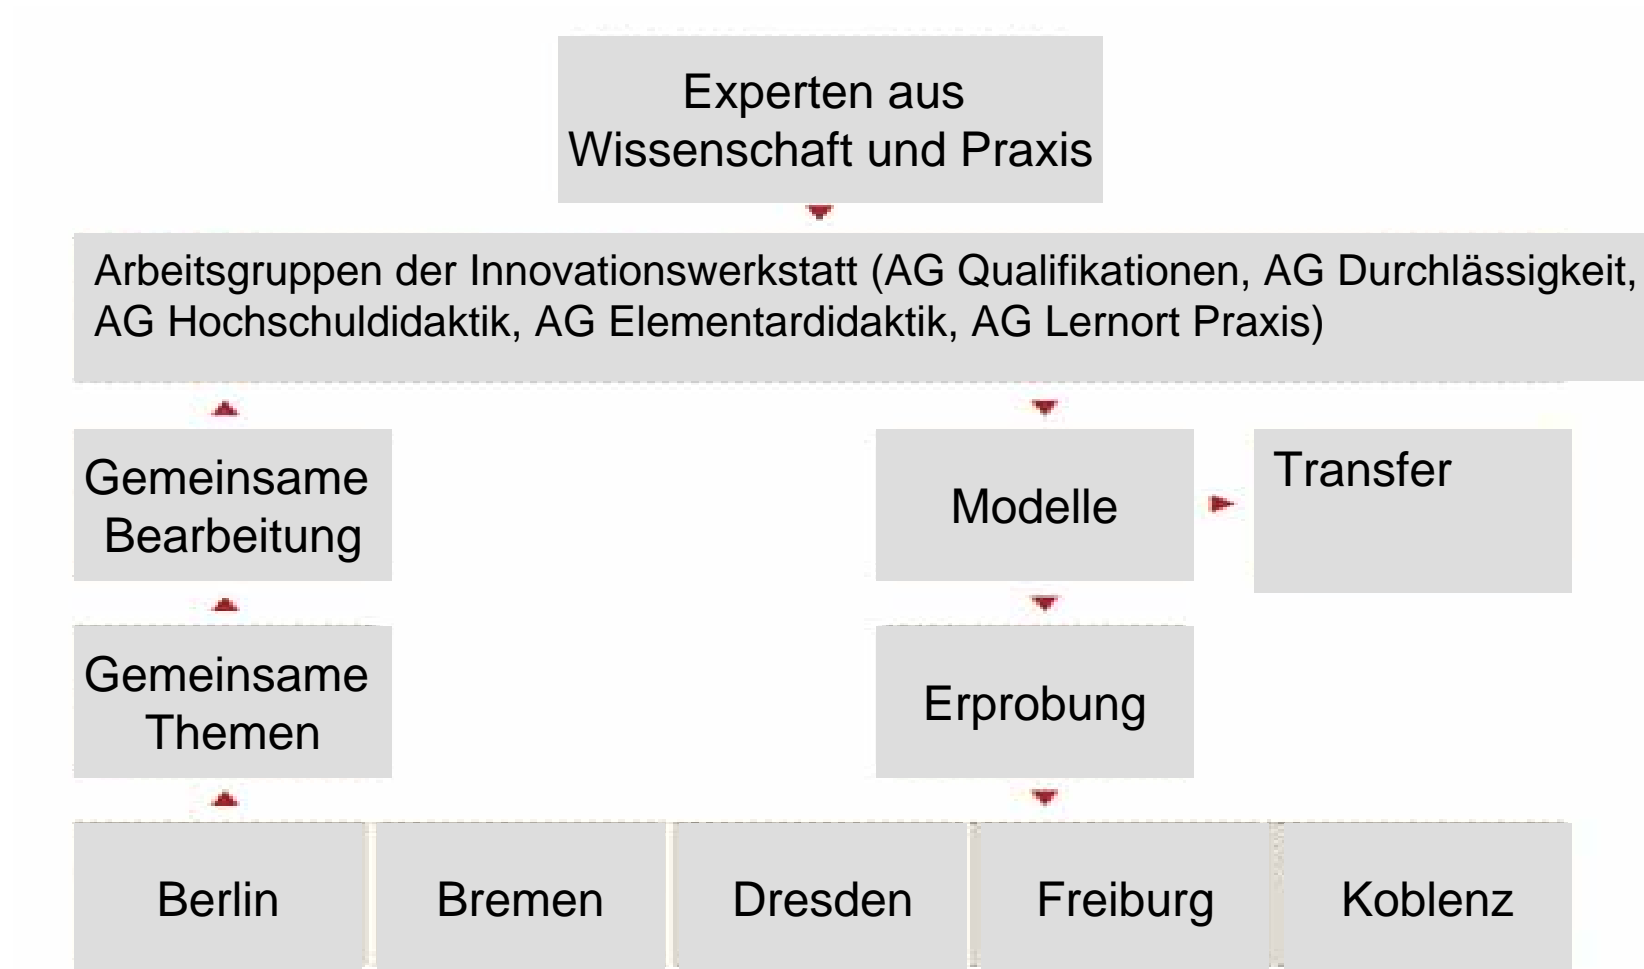 Experten aus
Wissenschaft und Praxis
Arbeitsgruppen der Innovationswerkstatt (AG Qualifikationen, AG Durchlässigkeit,
AG Hochschuldidaktik, AG Elementardidaktik, AG Lernort Praxis)
Gemeinsame
Bearbeitung
Modelle
Transfer
Gemeinsame
Themen
Erprobung
Berlin
Bremen
Dresden
Freiburg
Koblenz